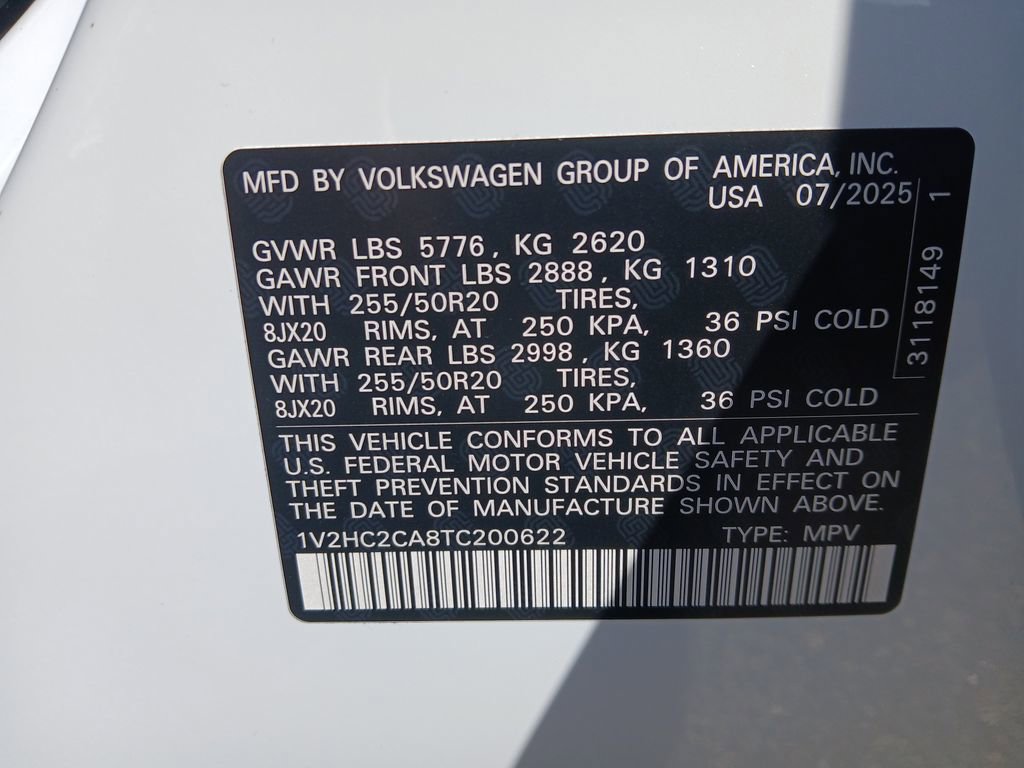 MFD BY VOLKSWAGEN GROUP OF AMERICA, INC.
USA 07/2025
GVWR LBS 5776, KG 2620
GAWR FRONT LBS 2888, KG 1310
WITH 255/50R20 TIRES,
8JX20 RIMS, AT 250 KPA, 36 PSI COLD
GAWR REAR LBS 2998, KG 1360
WITH 255/50R20 TIRES,
8JX20 RIMS, AT 250 KPA, 36 PSI COLD
3118149 1
THIS VEHICLE CONFORMS TO ALL APPLICABLE
U.S. FEDERAL MOTOR VEHICLE SAFETY AND
THEFT PREVENTION STANDARDS IN EFFECT ON
THE DATE OF MANUFACTURE SHOWN ABOVE.
1V2HC2CA8TC200622 TYPE: MPV